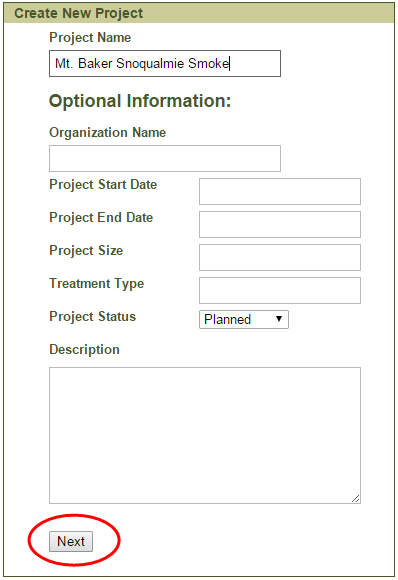 Create New Project
Project Name
Mt. Baker Snoqualmie Smoke
Optional Information:
Organization Name
Project Start Date
Project End Date
Project Size
Treatment Type
Project Status Planned
Description
Next